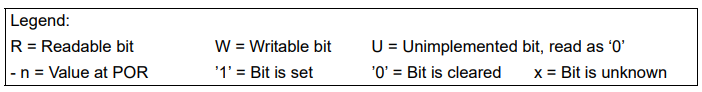 Legend:
R = Readable bit W = Writable bit U = Unimplemented bit, read as ‘0’
- n = Value at POR ’1’ = Bit is set ’0’ = Bit is cleared x = Bit is unknown